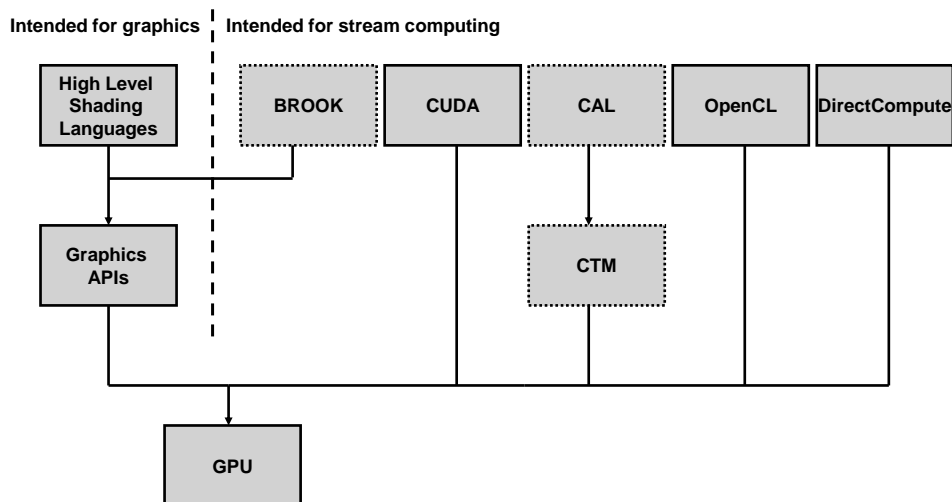 Intended for graphics
Intended for stream computing
High Level
Shading
Languages
BROOK
CUDA
CAL
OpenCL
DirectCompute
Graphics
APIs
CTM
GPU